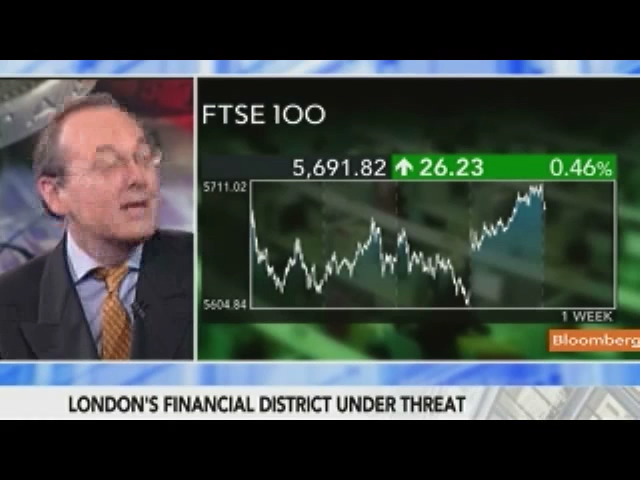 FTSE 100
5,691.82 26.23 0.46%
5711.02
5604.84
1 WEEK
Bloomberg
LONDON'S FINANCIAL DISTRICT UNDER THREAT